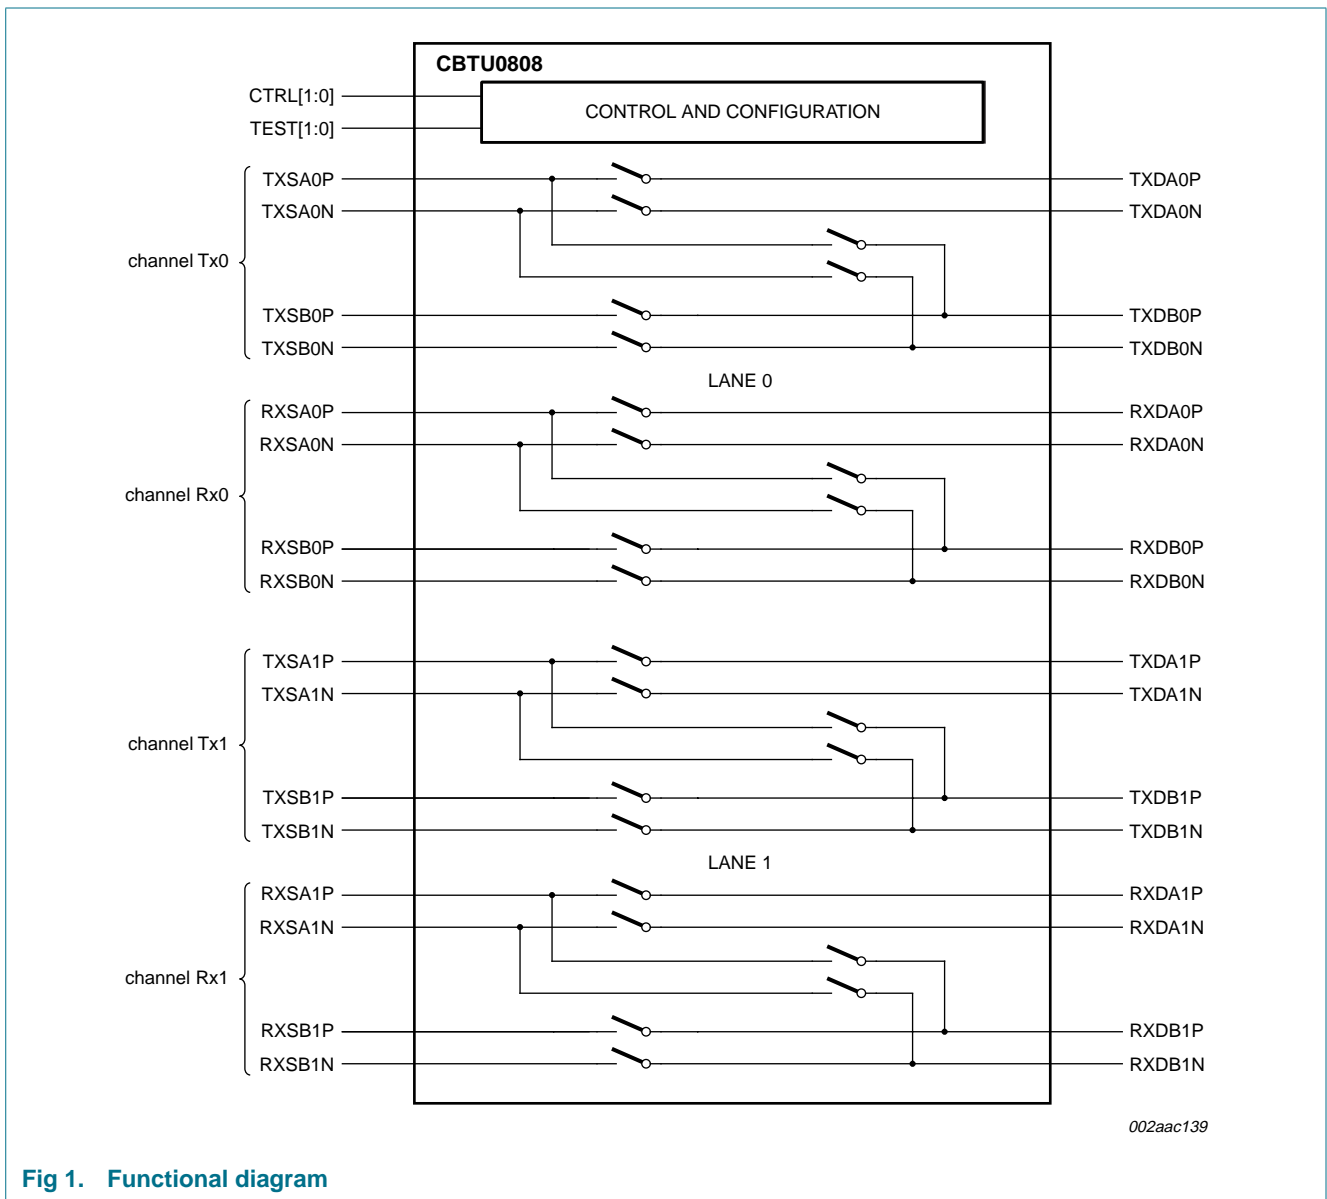 CBTU0808
CTRL[1:0]
TEST[1:0]
CONTROL AND CONFIGURATION
channel Tx0
TXSA0P
TXDA0P
TXSA0N
TXDA0N
TXSB0P
TXDB0P
TXSB0N
TXDB0N
LANE 0
channel Rx0
RXSA0P
RXDA0P
RXSA0N
RXDA0N
RXSB0P
RXDB0P
RXSB0N
RXDB0N
channel Tx1
TXSA1P
TXDA1P
TXSA1N
TXDA1N
TXSB1P
TXDB1P
TXSB1N
TXDB1N
LANE 1
channel Rx1
RXSA1P
RXDA1P
RXSA1N
RXDA1N
RXSB1P
RXDB1P
RXSB1N
RXDB1N
002aac139
Fig 1. Functional diagram